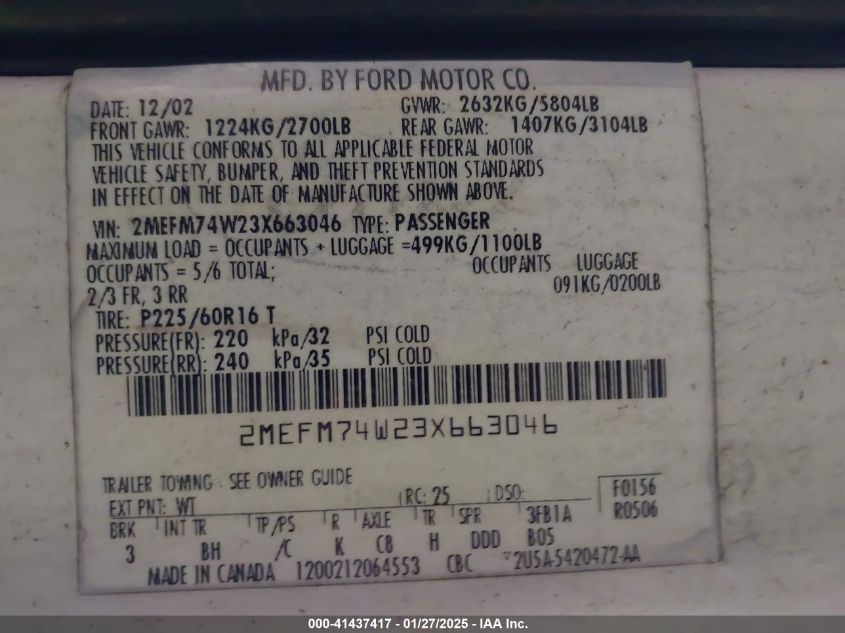 MFD. BY FORD MOTOR CO.
DATE: 12/02 GVWR: 2632KG/5804LB
FRONT GAWR: 1224KG/2700LB REAR GAWR: 1407KG/3104LB
THIS VEHICLE CONFORMS TO ALL APPLICABLE FEDERAL MOTOR
VEHICLE SAFETY, BUMPER, AND THEFT PREVENTION STANDARDS
IN EFFECT ON THE DATE OF MANUFACTURE SHOWN ABOVE.
VIN: 2MEFM74W23X663046 TYPE: PASSENGER
MAXIMUM LOAD = OCCUPANTS + LUGGAGE =499KG/1100LB
OCCUPANTS = 5/6 TOTAL; OCCUPANTS LUGGAGE
2/3 FR, 3 RR 091KG/0200LB
TIRE: P225/60R16 T
PRESSURE(FR): 220 kPa/32 PSI COLD
PRESSURE(RR): 240 kPa/35 PSI COLD
2MEFM74W23X663046
TRAILER TOWING - SEE OWNER GUIDE
EXT PNT: WT RC: 25 DSO: F0156
BRK INT TR TP/PS R AXLE TR SPR 3FB1A R0506
3 BH /C K C8 H DDD B05
MADE IN CANADA 1200212064553 CBC 2U5A-5420472-AA
000-41437417 - 01/27/2025 - IAA Inc.